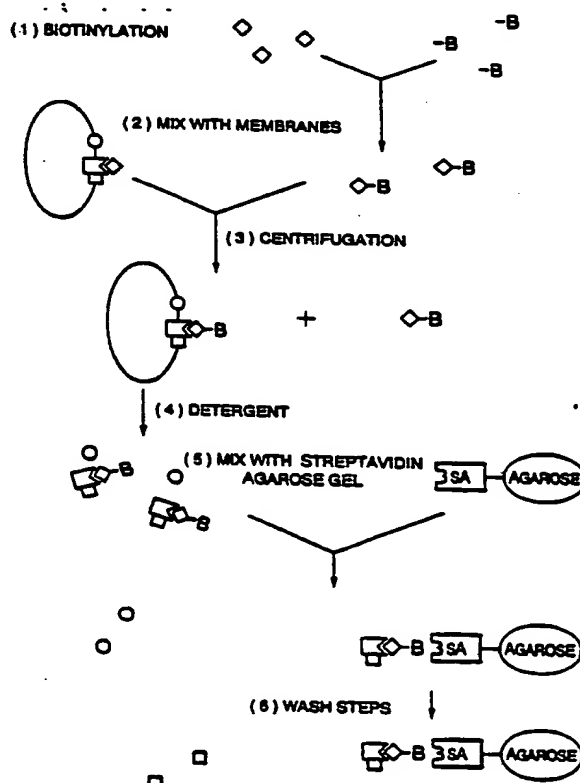 (1) BIOTINYLATION
-B
-B
-B
(2) MIX WITH MEMBRANES
B
B
(3) CENTRIFUGATION
B
+
B
(4) DETERGENT
B
B
(5) MIX WITH STREPTAVIDIN
AGAROSE GEL
SA
AGAROSE
B
SA
AGAROSE
(6) WASH STEPS
B
SA
AGAROSE